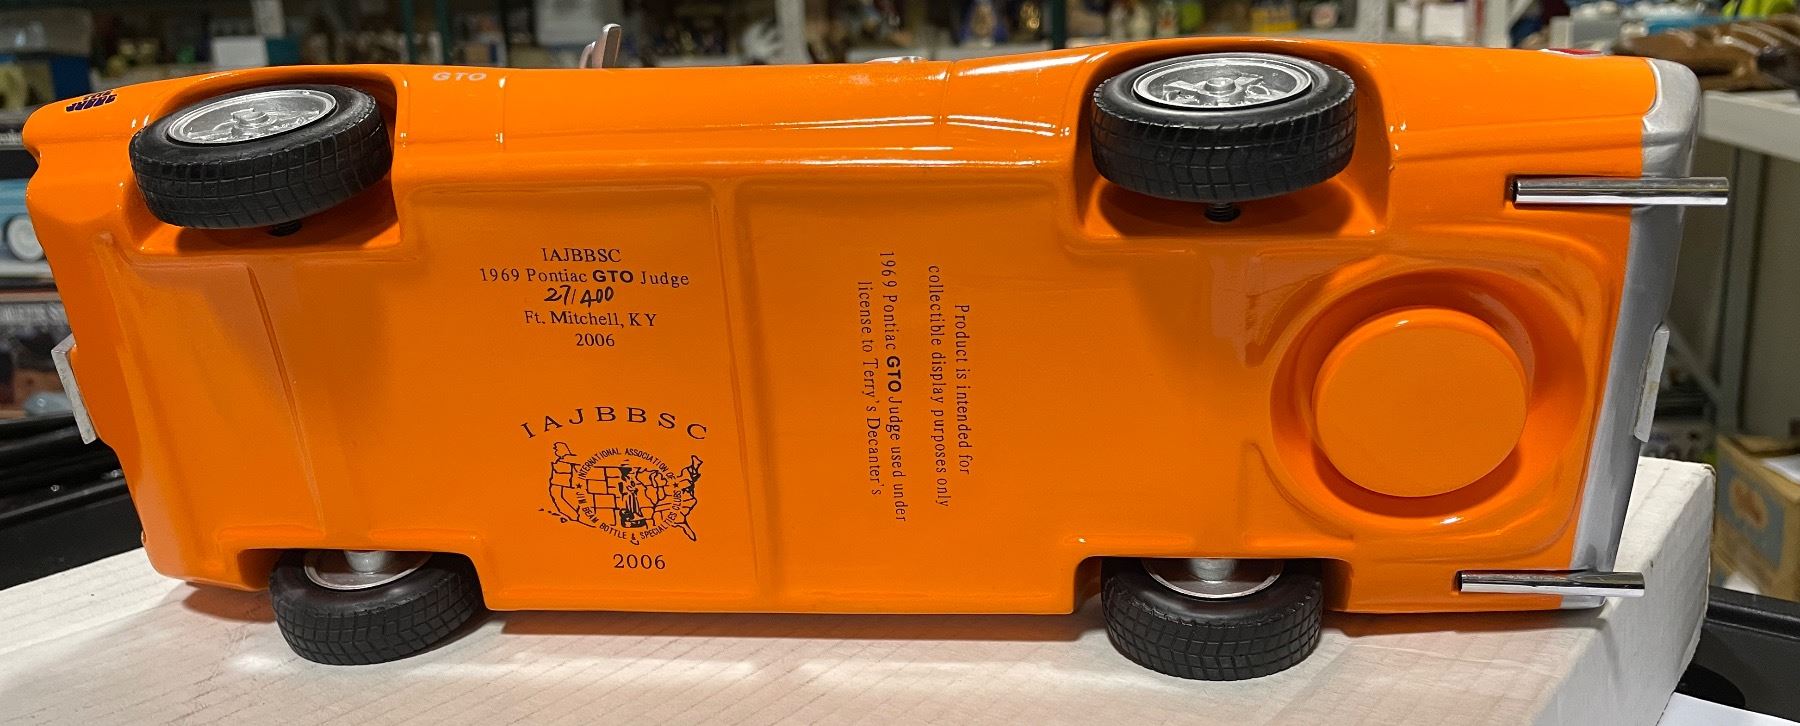 GTO
IAJBBSC
1969 Pontiac GTO Judge
27/400
Ft. Mitchell, KY
2006
IAJBBSC
INTERNATIONAL ASSOCIATION OF
JIM BEAM BOTTLE & SPECIALTIES CLUBS
2006
Product is intended for
collectible display purposes only
1969 Pontiac GTO Judge used under
license to Terry's Decanter's